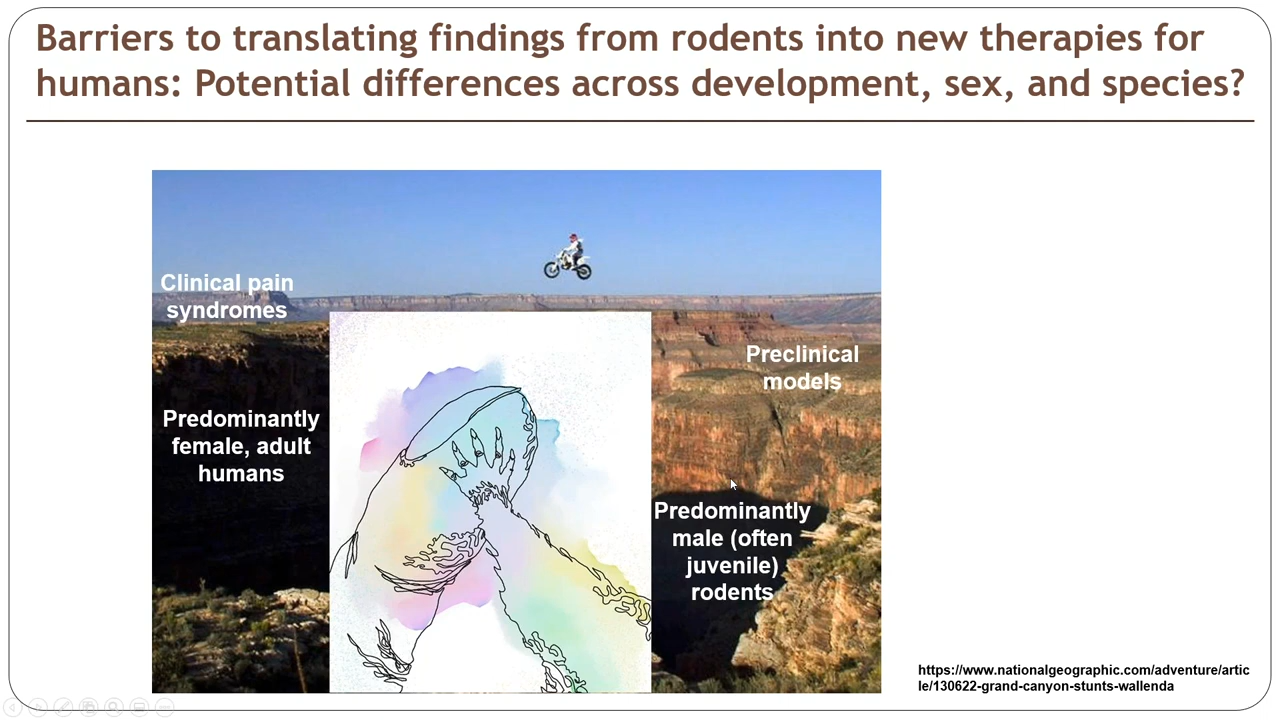 Barriers to translating findings from rodents into new therapies for
humans: Potential differences across development, sex, and species?
Clinical pain
syndromes
Preclinical
models
Predominantly
female, adult
humans
Predominantly
male (often
juvenile)
rodents
https://www.nationalgeographic.com/adventure/artic
le/130622-grand-canyon-stunts-wallenda